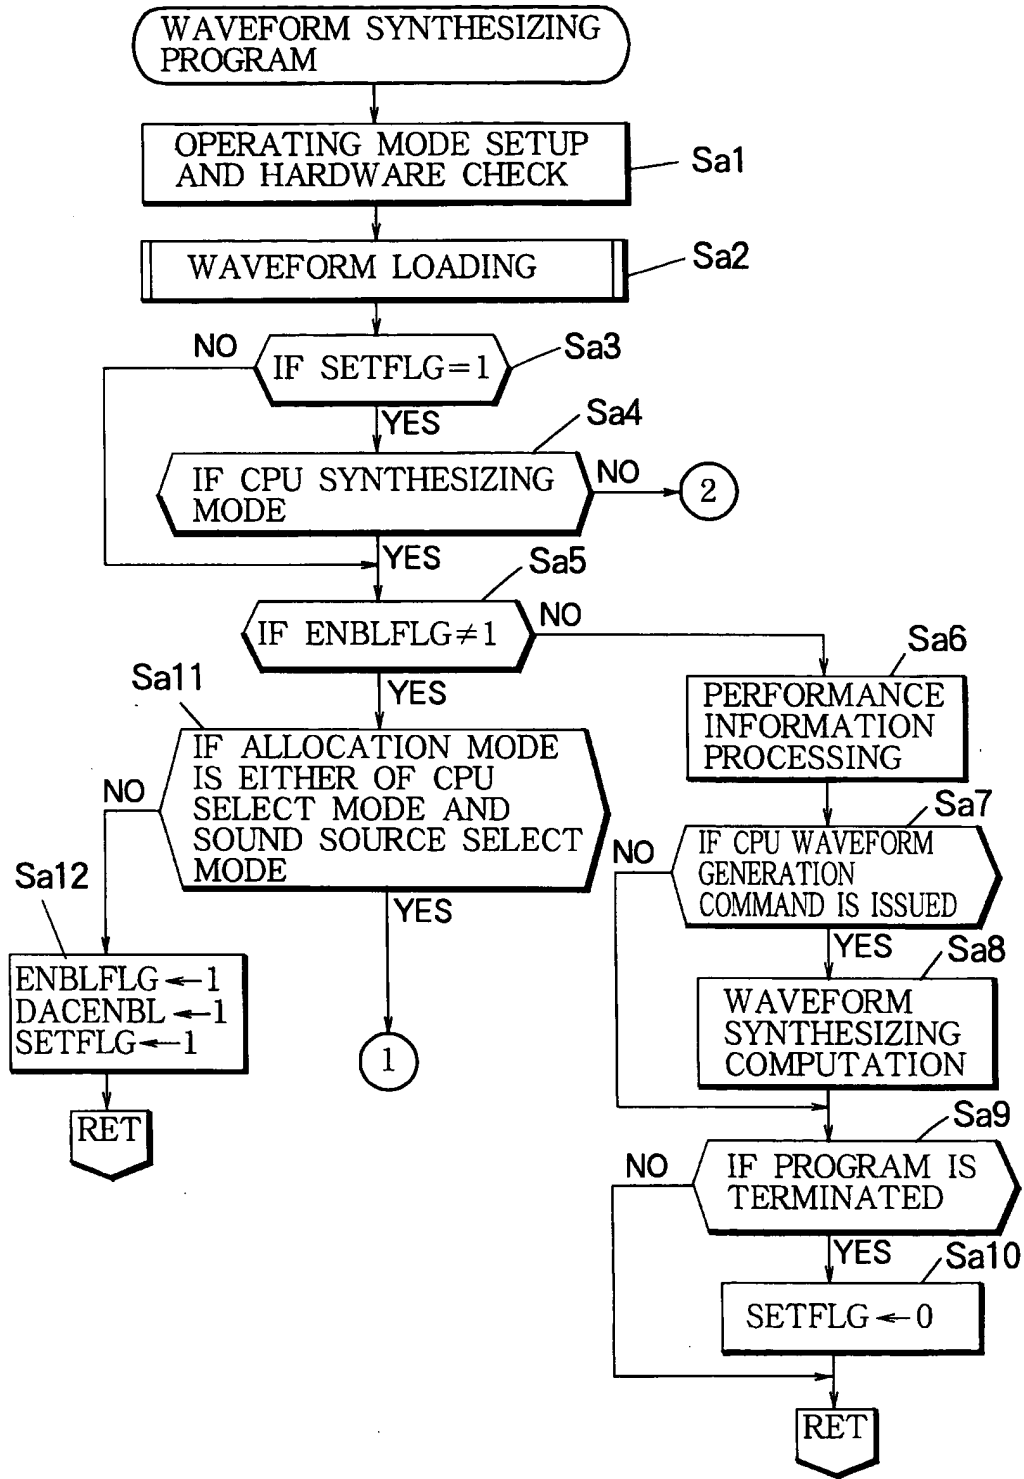 WAVEFORM SYNTHESIZING
PROGRAM
OPERATING MODE SETUP
AND HARDWARE CHECK
Sa1
WAVEFORM LOADING
Sa2
NO
IF SETFLG=1
Sa3
YES
Sa4
IF CPU SYNTHESIZING
MODE
NO
2
YES
Sa5
IF ENBLFLG≠1
NO
YES
Sa6
PERFORMANCE
INFORMATION
PROCESSING
Sa11
IF ALLOCATION MODE
IS EITHER OF CPU
SELECT MODE AND
SOUND SOURCE SELECT
MODE
NO
YES
Sa7
IF CPU WAVEFORM
GENERATION
COMMAND IS ISSUED
NO
YES
Sa12
ENBLFLG←1
DACENBL←1
SETFLG←1
RET
1
Sa8
WAVEFORM
SYNTHESIZING
COMPUTATION
Sa9
NO
IF PROGRAM IS
TERMINATED
YES
Sa10
SETFLG←0
RET